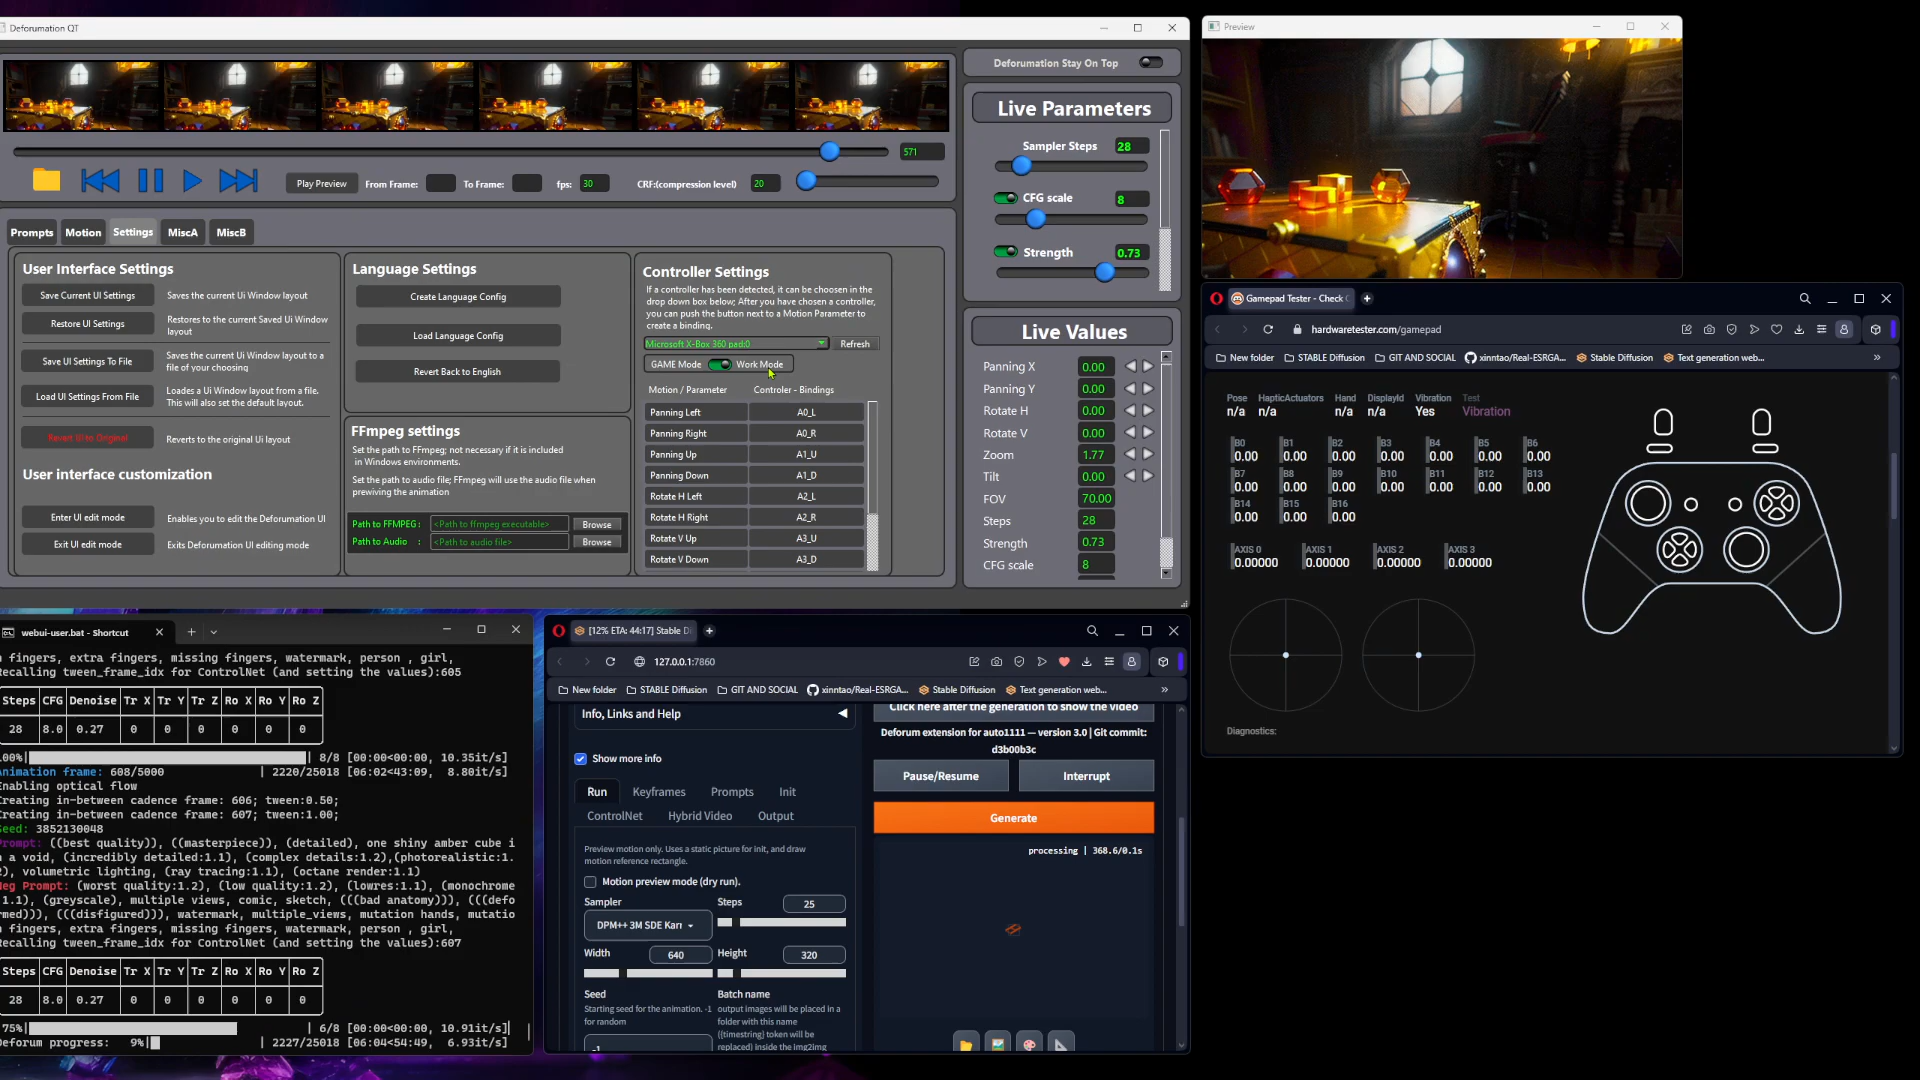 Deforumation QT
571
Play Preview
From Frame:
To Frame:
fps:
30
CRF:(compression level)
20
Prompts
Motion
Settings
MiscA
MiscB
User Interface Settings
Save Current UI Settings
Saves the current Ui Window layout
Restore UI Settings
Restores to the current Saved Ui Window
layout
Save UI Settings To File
Saves the current Ui Window layout to a
file of your choosing
Load UI Settings From File
Loades a Ui Window layout from a file.
This will also set the default layout.
Revert UI to Original
Reverts to the original Ui layout
User interface customization
Enter UI edit mode
Enables you to edit the Deforumation UI
Exit UI edit mode
Exits Deforumation UI editing mode
Language Settings
Create Language Config
Load Language Config
Revert Back to English
FFmpeg settings
Set the path to FFmpeg; not necessary if it is included
in Windows environments.
Set the path to audio file; FFmpeg will use the audio file when
prewiving the animation
Path to FFMPEG :
<Path to ffmpeg executable>
Browse
Path to Audio :
<Path to audio file>
Browse
Controller Settings
If a controller has been detected, it can be choosen in the
drop down box below; After you have chosen a controller,
you can push the button next to a Motion Parameter to
create a binding.
Microsoft X-Box 360 pad:0
Refresh
GAME Mode
Work Mode
Motion / Parameter
Controler - Bindings
Panning Left
A0_L
Panning Right
A0_R
Panning Up
A1_U
Panning Down
A1_D
Rotate H Left
A2_L
Rotate H Right
A2_R
Rotate V Up
A3_U
Rotate V Down
A3_D
Deforumation Stay On Top
Live Parameters
Sampler Steps
28
CFG scale
8
Strength
0.73
Live Values
Panning X
0.00
Panning Y
0.00
Rotate H
0.00
Rotate V
0.00
Zoom
1.77
Tilt
0.00
FOV
70.00
Steps
28
Strength
0.73
CFG scale
8
Preview
Gamepad Tester - Check C
hardwaretester.com/gamepad
New folder
STABLE Diffusion
GIT AND SOCIAL
xinntao/Real-ESRGA...
Stable Diffusion
Text generation web...
»
Pose
n/a
HapticActuators
n/a
Hand
n/a
DisplayId
n/a
Vibration
Yes
Test
Vibration
B0
0.00
B1
0.00
B2
0.00
B3
0.00
B4
0.00
B5
0.00
B6
0.00
B7
0.00
B8
0.00
B9
0.00
B10
0.00
B11
0.00
B12
0.00
B13
0.00
B14
0.00
B15
0.00
B16
0.00
AXIS 0
0.00000
AXIS 1
0.00000
AXIS 2
0.00000
AXIS 3
0.00000
Diagnostics:
webui-user.bat - Shortcut
n fingers, extra fingers, missing fingers, watermark, person , girl,
Recalling tween_frame_idx for ControlNet (and setting the values):605
Steps CFG Denoise Tr X Tr Y Tr Z Ro X Ro Y Ro Z
28 8.0 0.27 0 0 0 0 0 0
100%| | 8/8 [00:00<00:00, 10.35it/s]
Animation frame: 608/5000 | 2220/25018 [06:02<43:09, 8.80it/s]
Enabling optical flow
Creating in-between cadence frame: 606; tween:0.50;
Creating in-between cadence frame: 607; tween:1.00;
Seed: 3852130048
Prompt: ((best quality)), ((masterpiece)), (detailed), one shiny amber cube i
n a void, (incredibly detailed:1.1), (complex details:1.2),(photorealistic:1.
2), volumetric lighting, (ray tracing:1.1), (octane render:1.1)
Neg Prompt: (worst quality:1.2), (low quality:1.2), (lowres:1.1), (monochrome
:1.1), (greyscale), multiple views, comic, sketch, (((bad anatomy))), (((defo
rmed))), (((disfigured))), watermark, multiple_views, mutation hands, mutatio
n fingers, extra fingers, missing fingers, watermark, person , girl,
Recalling tween_frame_idx for ControlNet (and setting the values):607
Steps CFG Denoise Tr X Tr Y Tr Z Ro X Ro Y Ro Z
28 8.0 0.27 0 0 0 0 0 0
75%| | 6/8 [00:00<00:00, 10.91it/s]
Deforum progress: 9%| | 2227/25018 [06:04<54:49, 6.93it/s]
[12% ETA: 44:17] Stable Di
127.0.0.1:7860
New folder
STABLE Diffusion
GIT AND SOCIAL
xinntao/Real-ESRGA...
Stable Diffusion
Text generation web...
»
Info, Links and Help
Show more info
Run
Keyframes
Prompts
Init
ControlNet
Hybrid Video
Output
Preview motion only. Uses a static picture for init, and draw
motion reference rectangle.
Motion preview mode (dry run).
Sampler
DPM++ 3M SDE Karr
Steps
25
Width
640
Height
320
Seed
Starting seed for the animation. -1
for random
-1
Batch name
output images will be placed in a
folder with this name
({timestring} token will be
replaced) inside the img2img
Click here after the generation to show the video
Deforum extension for auto1111 — version 3.0 | Git commit:
d3b00b3c
Pause/Resume
Interrupt
Generate
processing | 368.6/0.1s